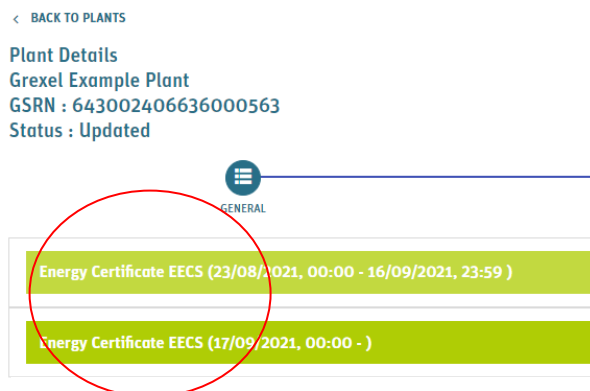 < BACK TO PLANTS
Plant Details
Grexel Example Plant
GSRN : 643002406636000563
Status : Updated
GENERAL
Energy Certificate EECS (23/08/2021, 00:00 - 16/09/2021, 23:59 )
Energy Certificate EECS (17/09/2021, 00:00 - )